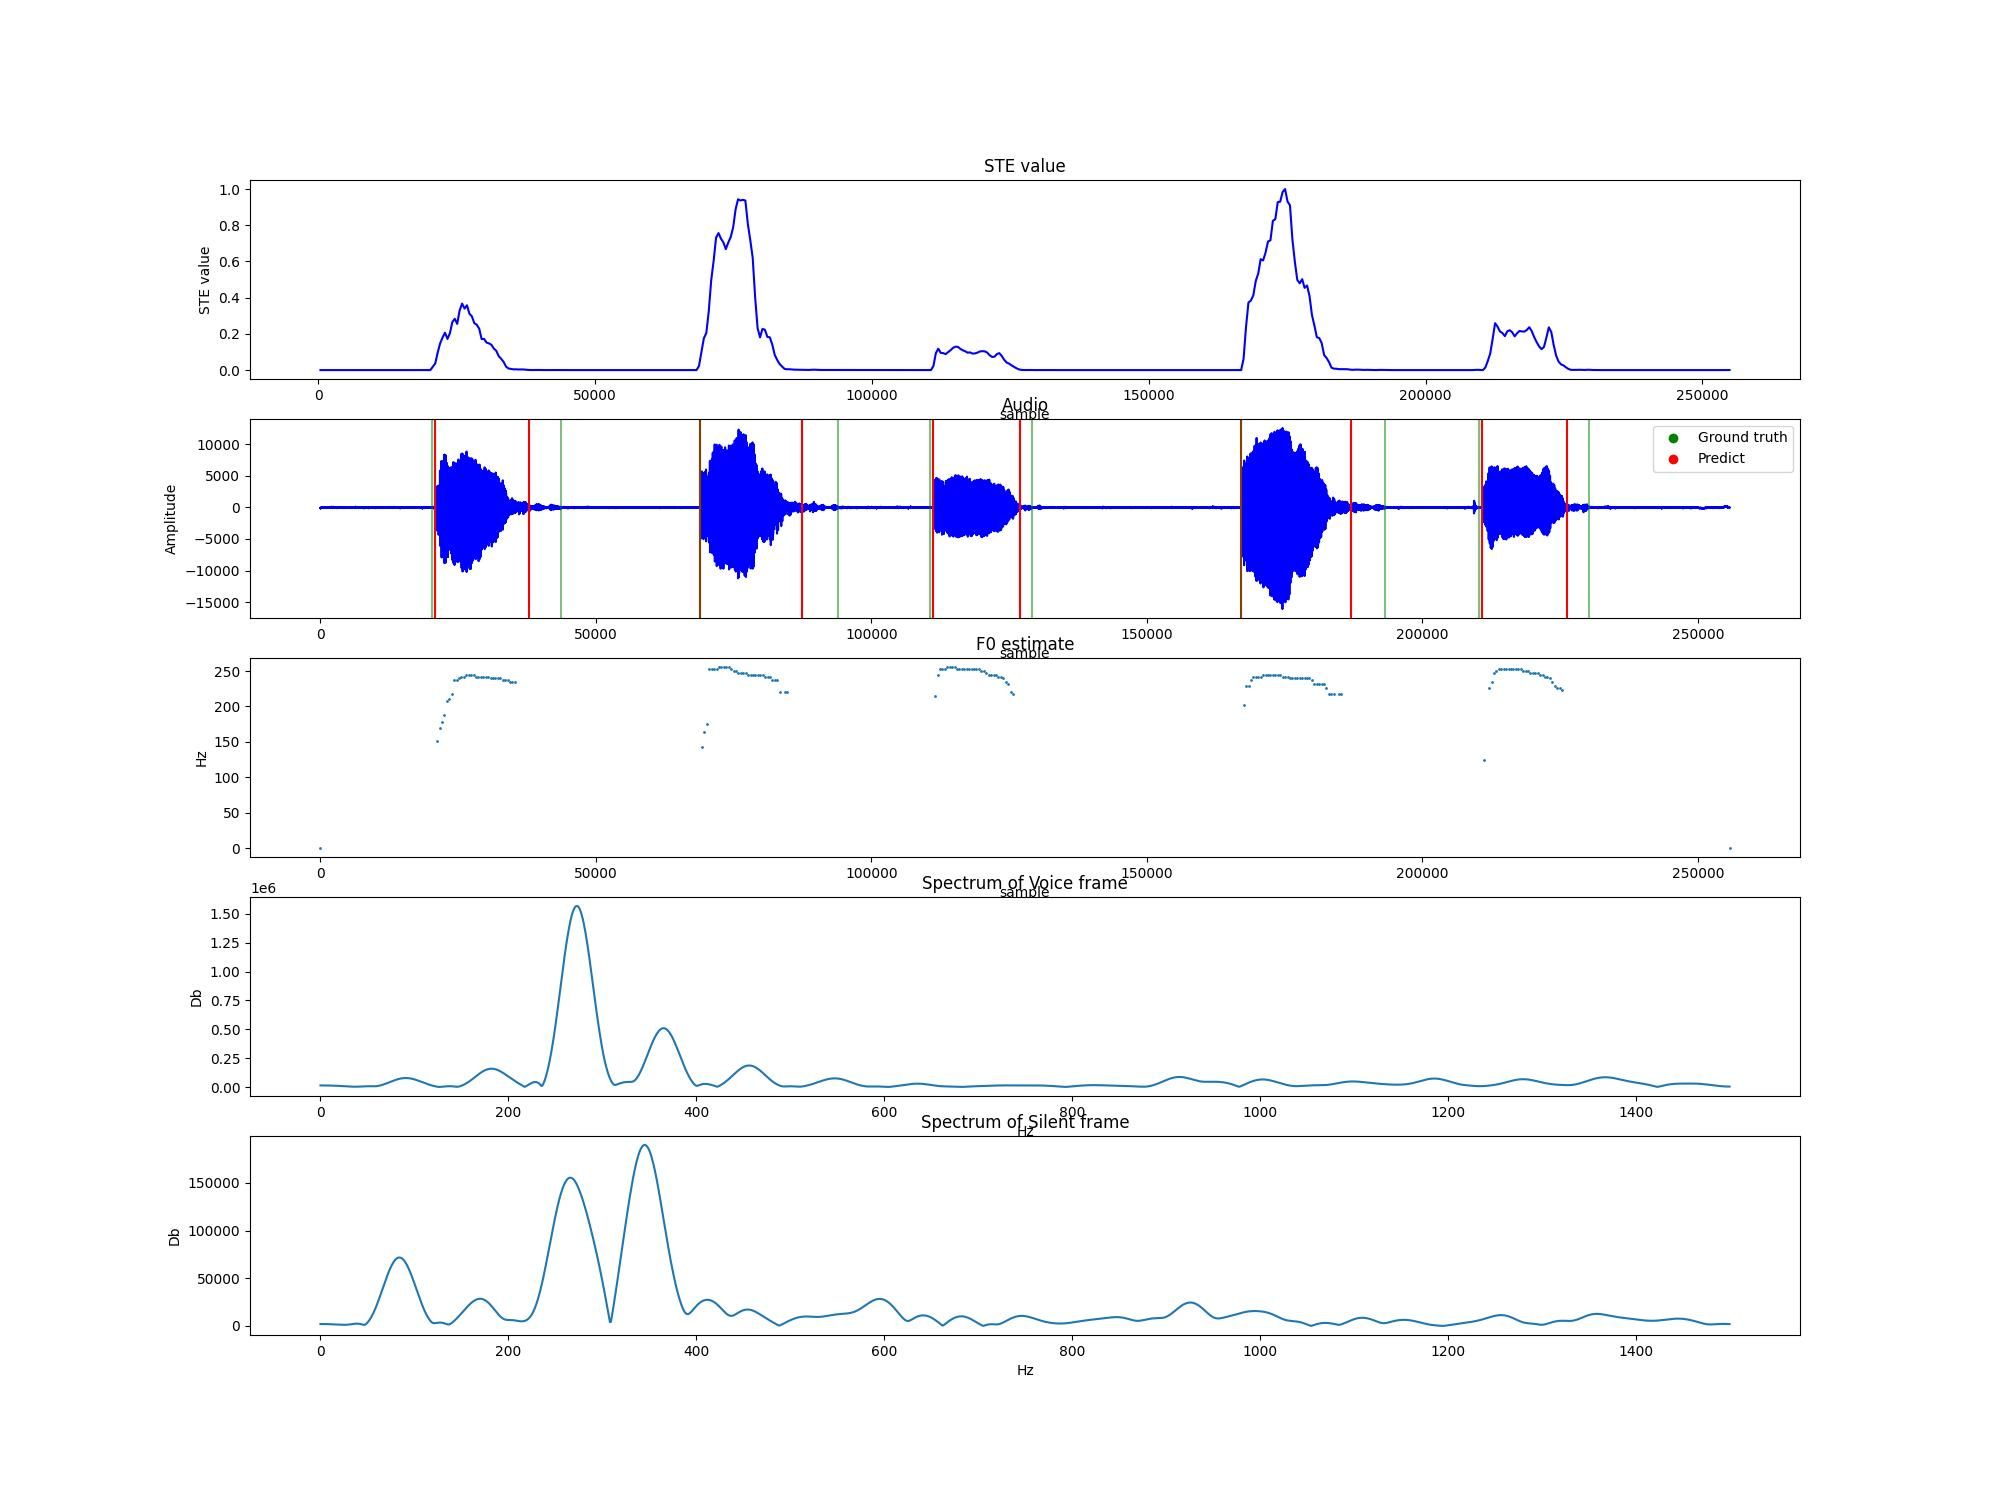 STE value
STE value
1.0
0.8
0.6
0.4
0.2
0.0
0 50000 100000 150000 200000 250000
sample
Audio
Amplitude
10000
5000
0
−5000
−10000
−15000
Ground truth
Predict
0 50000 100000 150000 200000 250000
sample
F0 estimate
Hz
250
200
150
100
50
0
0 50000 100000 150000 200000 250000
sample
Spectrum of Voice frame
1e6
Db
1.50
1.25
1.00
0.75
0.50
0.25
0.00
0 200 400 600 800 1000 1200 1400
Hz
Spectrum of Silent frame
Db
150000
100000
50000
0
0 200 400 600 800 1000 1200 1400
Hz